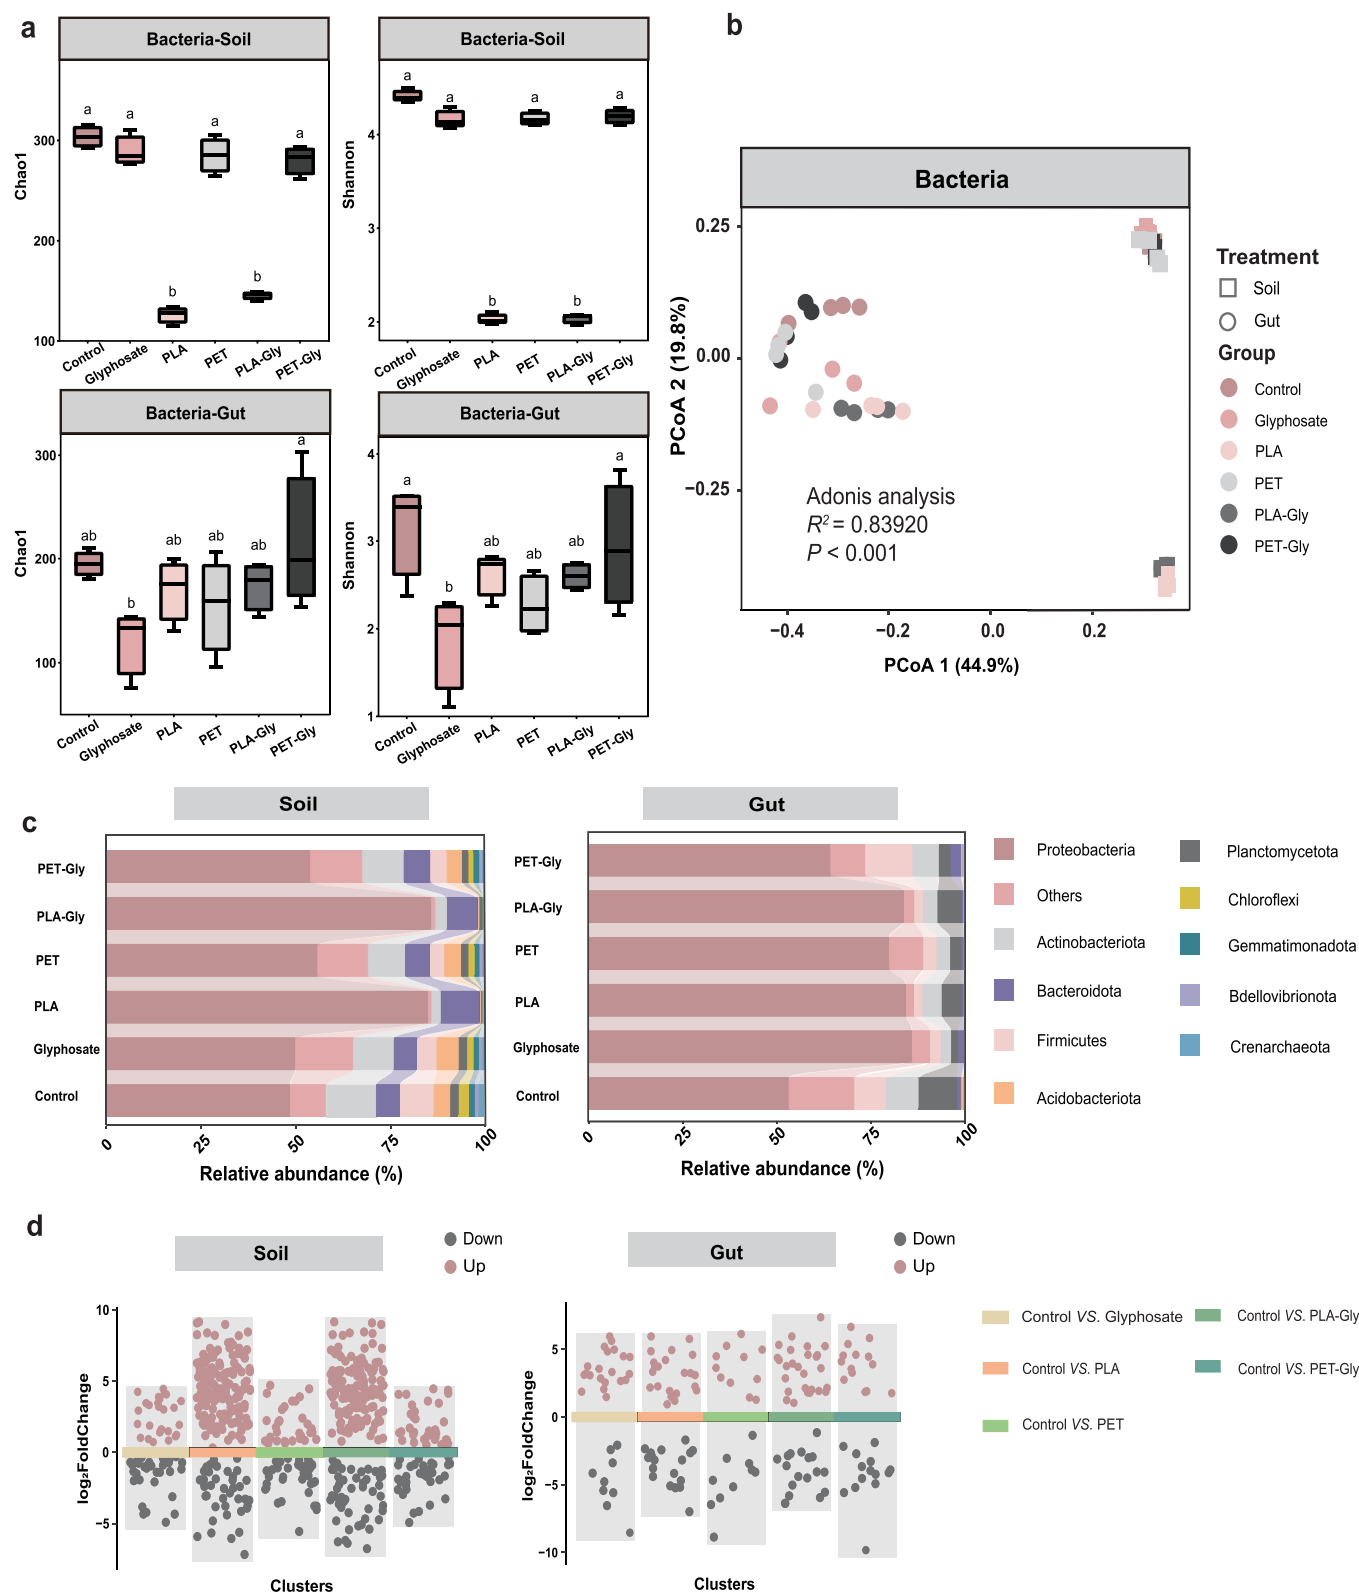 a
Bacteria-Soil
Chao1
300
200
100
a
a
b
a
b
a
Control
Glyphosate
PLA
PET
PLA-Gly
PET-Gly
Bacteria-Soil
Shannon
4
3
2
a
a
b
a
b
a
Control
Glyphosate
PLA
PET
PLA-Gly
PET-Gly
Bacteria-Gut
Chao1
300
200
100
ab
b
ab
ab
ab
a
Control
Glyphosate
PLA
PET
PLA-Gly
PET-Gly
Bacteria-Gut
Shannon
4
3
2
1
a
b
ab
ab
ab
a
Control
Glyphosate
PLA
PET
PLA-Gly
PET-Gly
b
Bacteria
PCoA 2 (19.8%)
0.25
0.00
−0.25
Adonis analysis
R² = 0.83920
P < 0.001
−0.4
−0.2
0.0
0.2
PCoA 1 (44.9%)
Treatment
Soil
Gut
Group
Control
Glyphosate
PLA
PET
PLA-Gly
PET-Gly
c
Soil
PET-Gly
PLA-Gly
PET
PLA
Glyphosate
Control
0
25
50
75
100
Relative abundance (%)
Gut
PET-Gly
PLA-Gly
PET
PLA
Glyphosate
Control
0
25
50
75
100
Relative abundance (%)
Proteobacteria
Others
Actinobacteriota
Bacteroidota
Firmicutes
Acidobacteriota
Planctomycetota
Chloroflexi
Gemmatimonadota
Bdellovibrionota
Crenarchaeota
d
Soil
Down
Up
log₂FoldChange
10
5
0
−5
Clusters
Gut
Down
Up
log₂FoldChange
5
0
−5
−10
Clusters
Control VS. Glyphosate
Control VS. PLA
Control VS. PET
Control VS. PLA-Gly
Control VS. PET-Gly